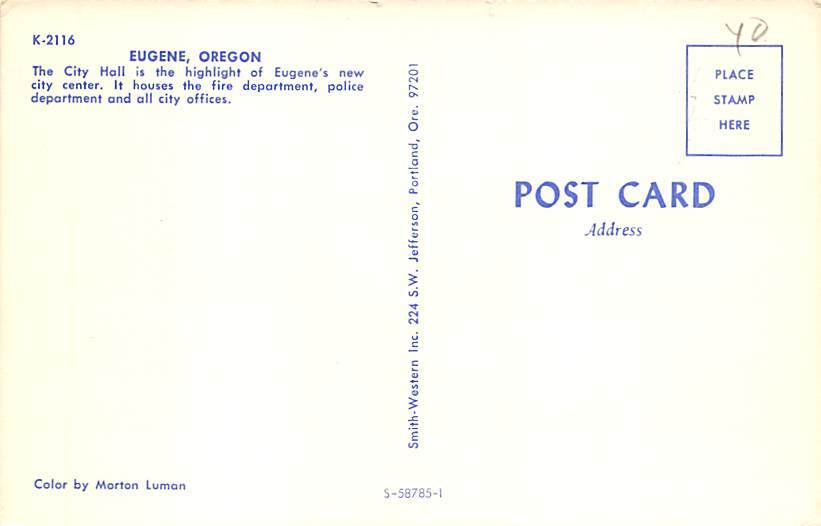 K-2116
EUGENE, OREGON
The City Hall is the highlight of Eugene's new
city center. It houses the fire department, police
department and all city offices.
Color by Morton Luman
Smith-Western Inc. 224 S.W. Jefferson, Portland, Ore. 97201
S-58785-1
YO
PLACE
STAMP
HERE
POST CARD
Address